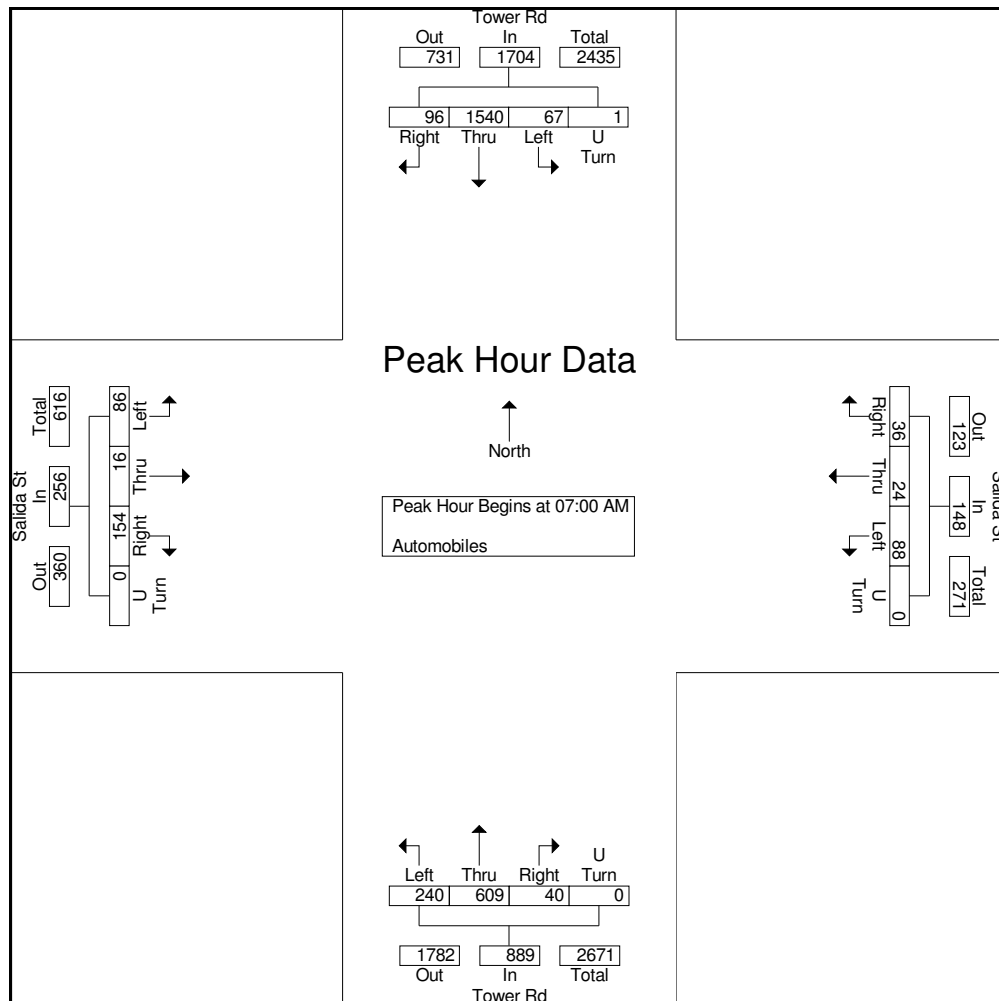 Tower Rd
Out In Total
731 1704 2435
96 1540 67 1
Right Thru Left U Turn
Peak Hour Data
North
Peak Hour Begins at 07:00 AM
Automobiles
Salida St
Total In Out
616 256 360
86 16 154 0
Left Thru Right U Turn
Salida St
Out In Total
123 148 271
36 24 88 0
Right Thru Left U Turn
Left Thru Right U Turn
240 609 40 0
1782 889 2671
Out In Total
Tower Rd